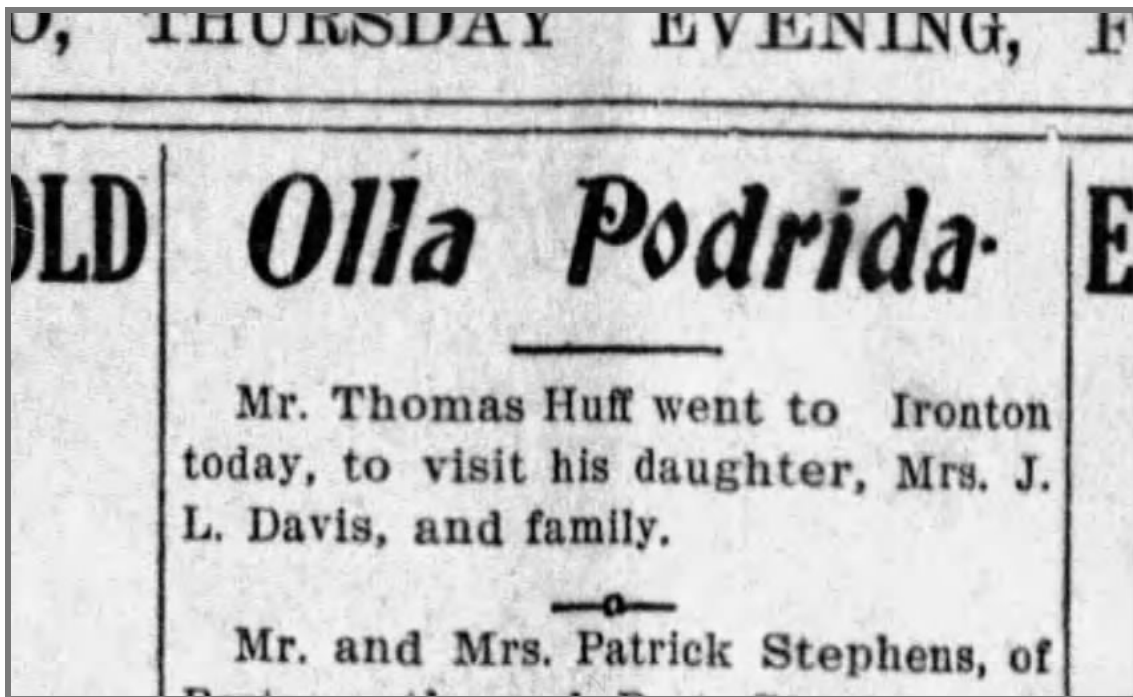 O, THURSDAY EVENING, F
OLD
Olla Podrida.
E
Mr. Thomas Huff went to Ironton
today, to visit his daughter, Mrs. J.
L. Davis, and family.
Mr. and Mrs. Patrick Stephens, of